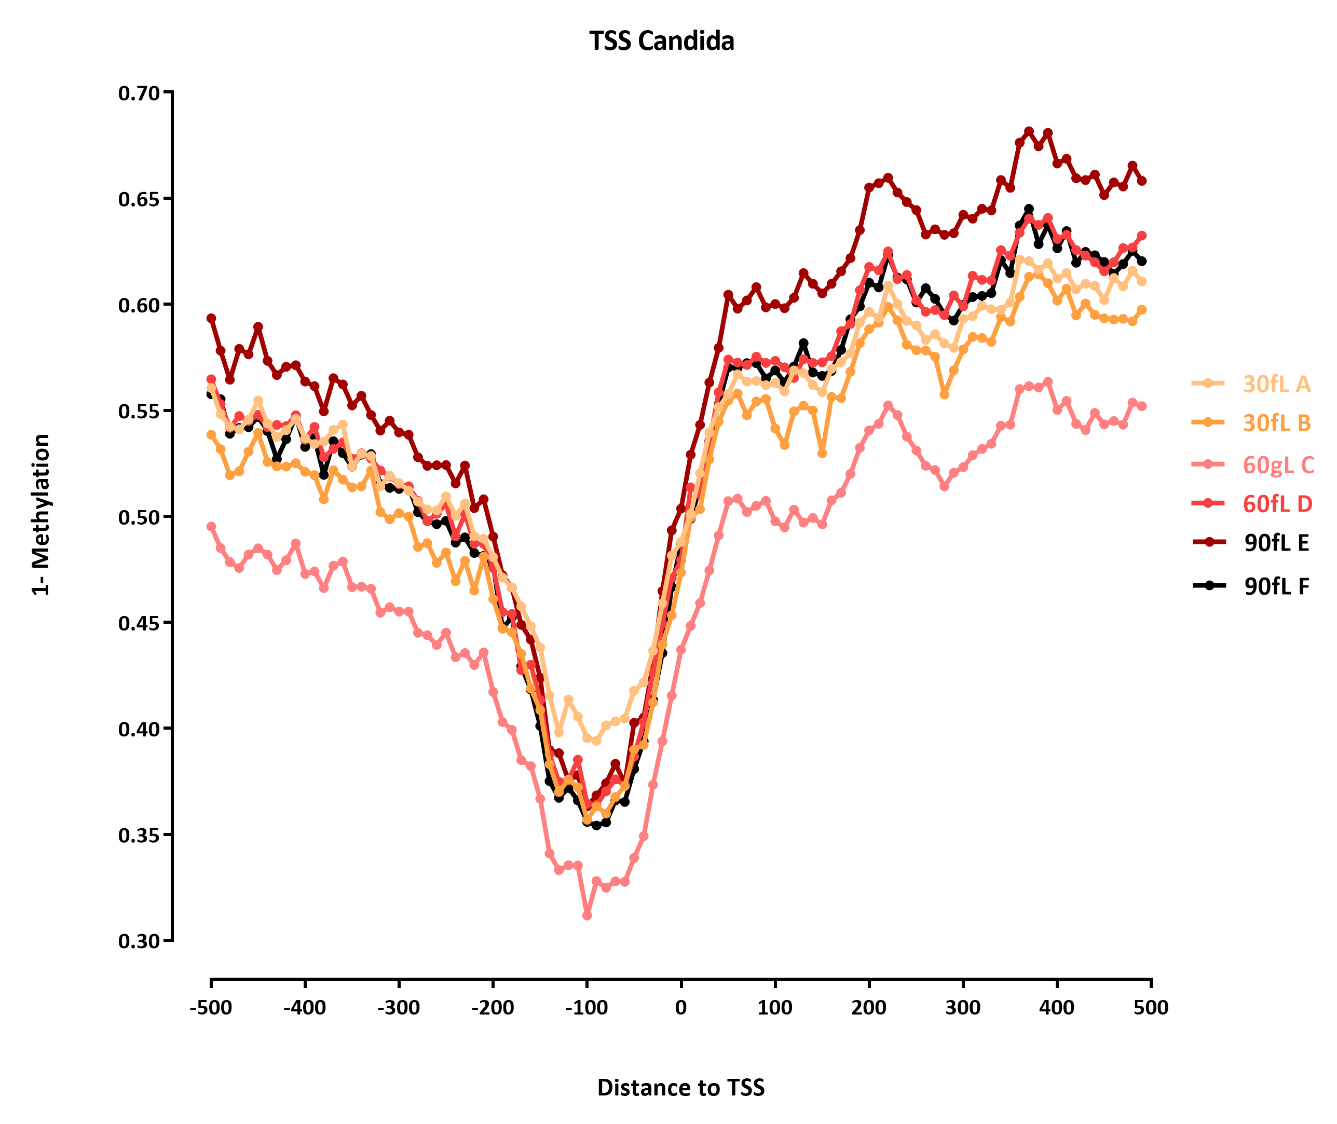 TSS Candida
0.70
0.65
0.60
0.55
0.50
0.45
0.40
0.35
0.30
1- Methylation
-500 -400 -300 -200 -100 0 100 200 300 400 500
Distance to TSS
30fL A
30fL B
60gL C
60fL D
90fL E
90fL F